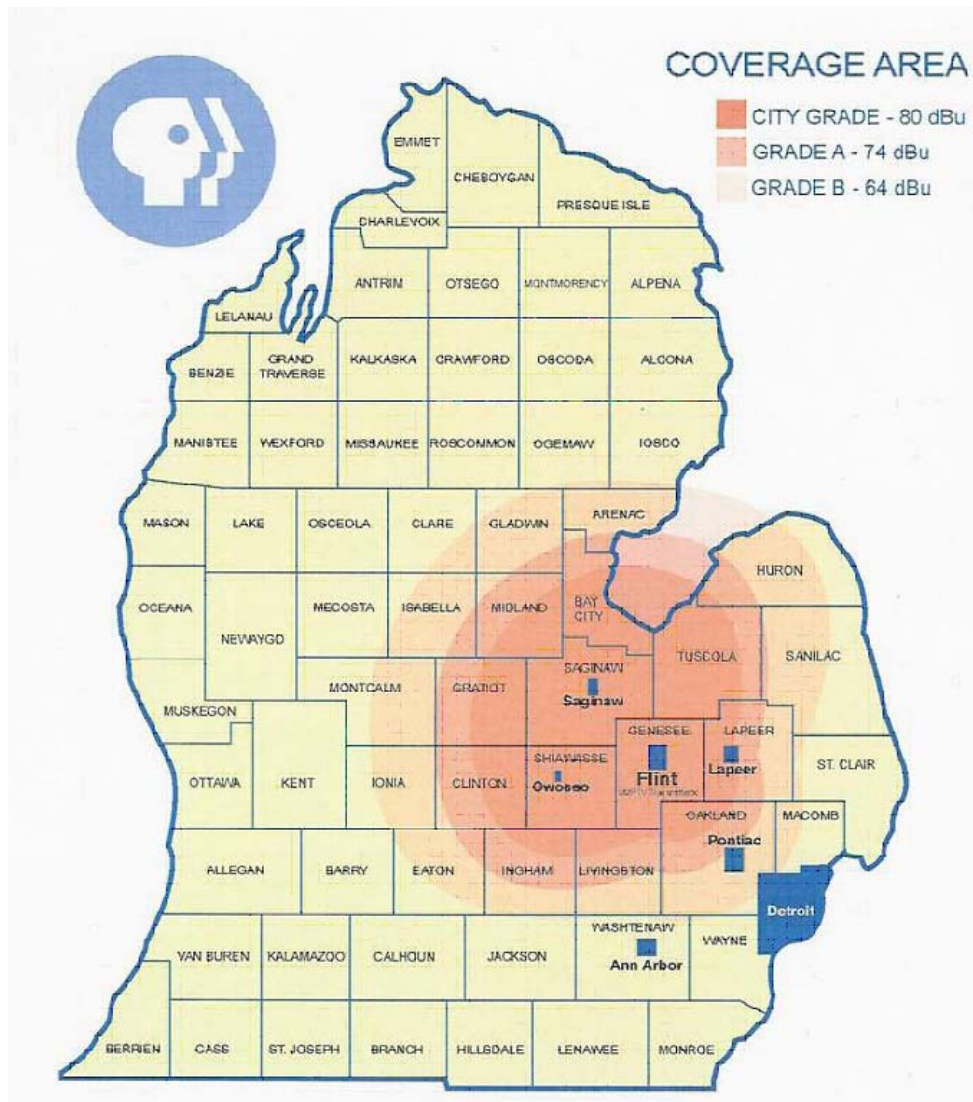 COVERAGE AREA
CITY GRADE - 80 dBu
GRADE A - 74 dBu
GRADE B - 64 dBu
EMMET
CHEBOYGAN
PRESQUE ISLE
CHARLEVOIX
ANTRIM
OTSEGO
MONTMORENCY
ALPENA
LELANAU
BENZIE
GRAND
TRAVERSE
KALKASKA
CRAWFORD
OSCODA
ALCONA
MANISTEE
WEXFORD
MISSAUKEE
ROSCOMMON
OGEMAW
IOSCO
MASON
LAKE
OSCEOLA
CLARE
GLADWIN
ARENAC
HURON
OCEANA
NEWAYGO
MECOSTA
ISABELLA
MIDLAND
BAY
CITY
TUSCOLA
SANILAC
MUSKEGON
MONTCALM
GRATIOT
SAGINAW
Saginaw
OTTAWA
KENT
IONIA
CLINTON
SHIAWASSE
Owosso
GENESEE
Flint
LAPEER
Lapeer
ST. CLAIR
OAKLAND
Pontiac
MACOMB
ALLEGAN
BARRY
EATON
INGHAM
LIVINGSTON
Detroit
VAN BUREN
KALAMAZOO
CALHOUN
JACKSON
WASHTENAW
Ann Arbor
WAYNE
BERRIEN
CASS
ST. JOSEPH
BRANCH
HILLSDALE
LENAWEE
MONROE